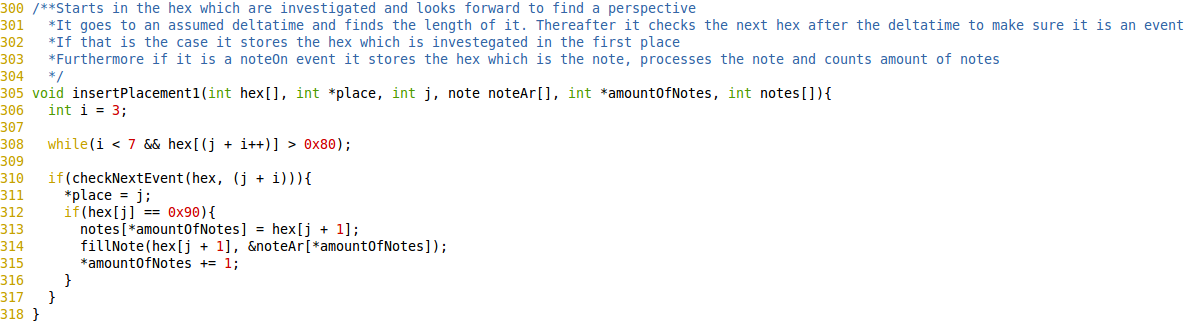 300 /**Starts in the hex which are investigated and looks forward to find a perspective
301   *It goes to an assumed deltatime and finds the length of it. Thereafter it checks the next hex after the deltatime to make sure it is an event
302   *If that is the case it stores the hex which is investegated in the first place
303   *Furthermore if it is a noteOn event it stores the hex which is the note, processes the note and counts amount of notes
304   */
305 void insertPlacement1(int hex[], int *place, int j, note noteAr[], int *amountOfNotes, int notes[]){
306   int i = 3;
307
308   while(i < 7 && hex[(j + i++)] > 0x80);
309
310   if(checkNextEvent(hex, (j + i))){
311     *place = j;
312     if(hex[j] == 0x90){
313       notes[*amountOfNotes] = hex[j + 1];
314       fillNote(hex[j + 1], &noteAr[*amountOfNotes]);
315       *amountOfNotes += 1;
316     }
317   }
318 }